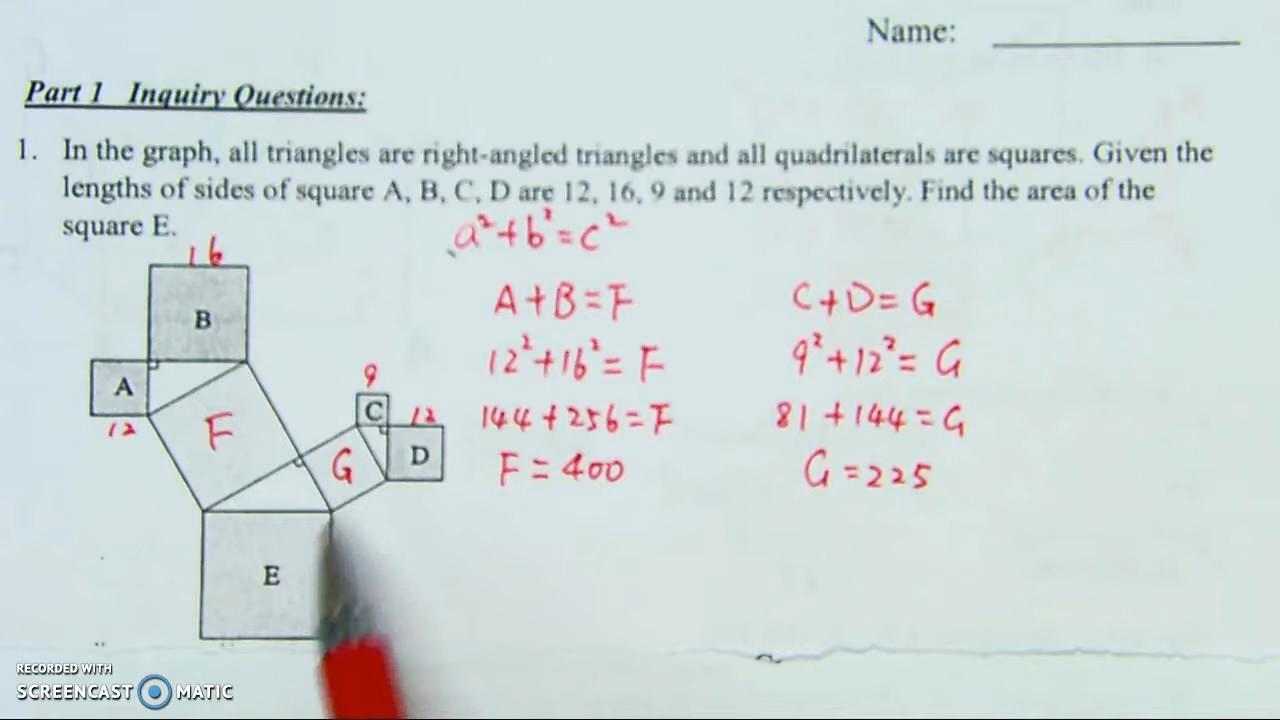 Name:
Part 1 Inquiry Questions:
1. In the graph, all triangles are right-angled triangles and all quadrilaterals are squares. Given the
lengths of sides of square A, B, C, D are 12, 16, 9 and 12 respectively. Find the area of the
square E.
a²+b²=c²
16
B
A
12
F
9
C
12
G
D
E
A+B=F
12²+16²=F
144+256=F
F=400
C+D=G
9²+12²=G
81+144=G
G=225
RECORDED WITH
SCREENCAST MATIC